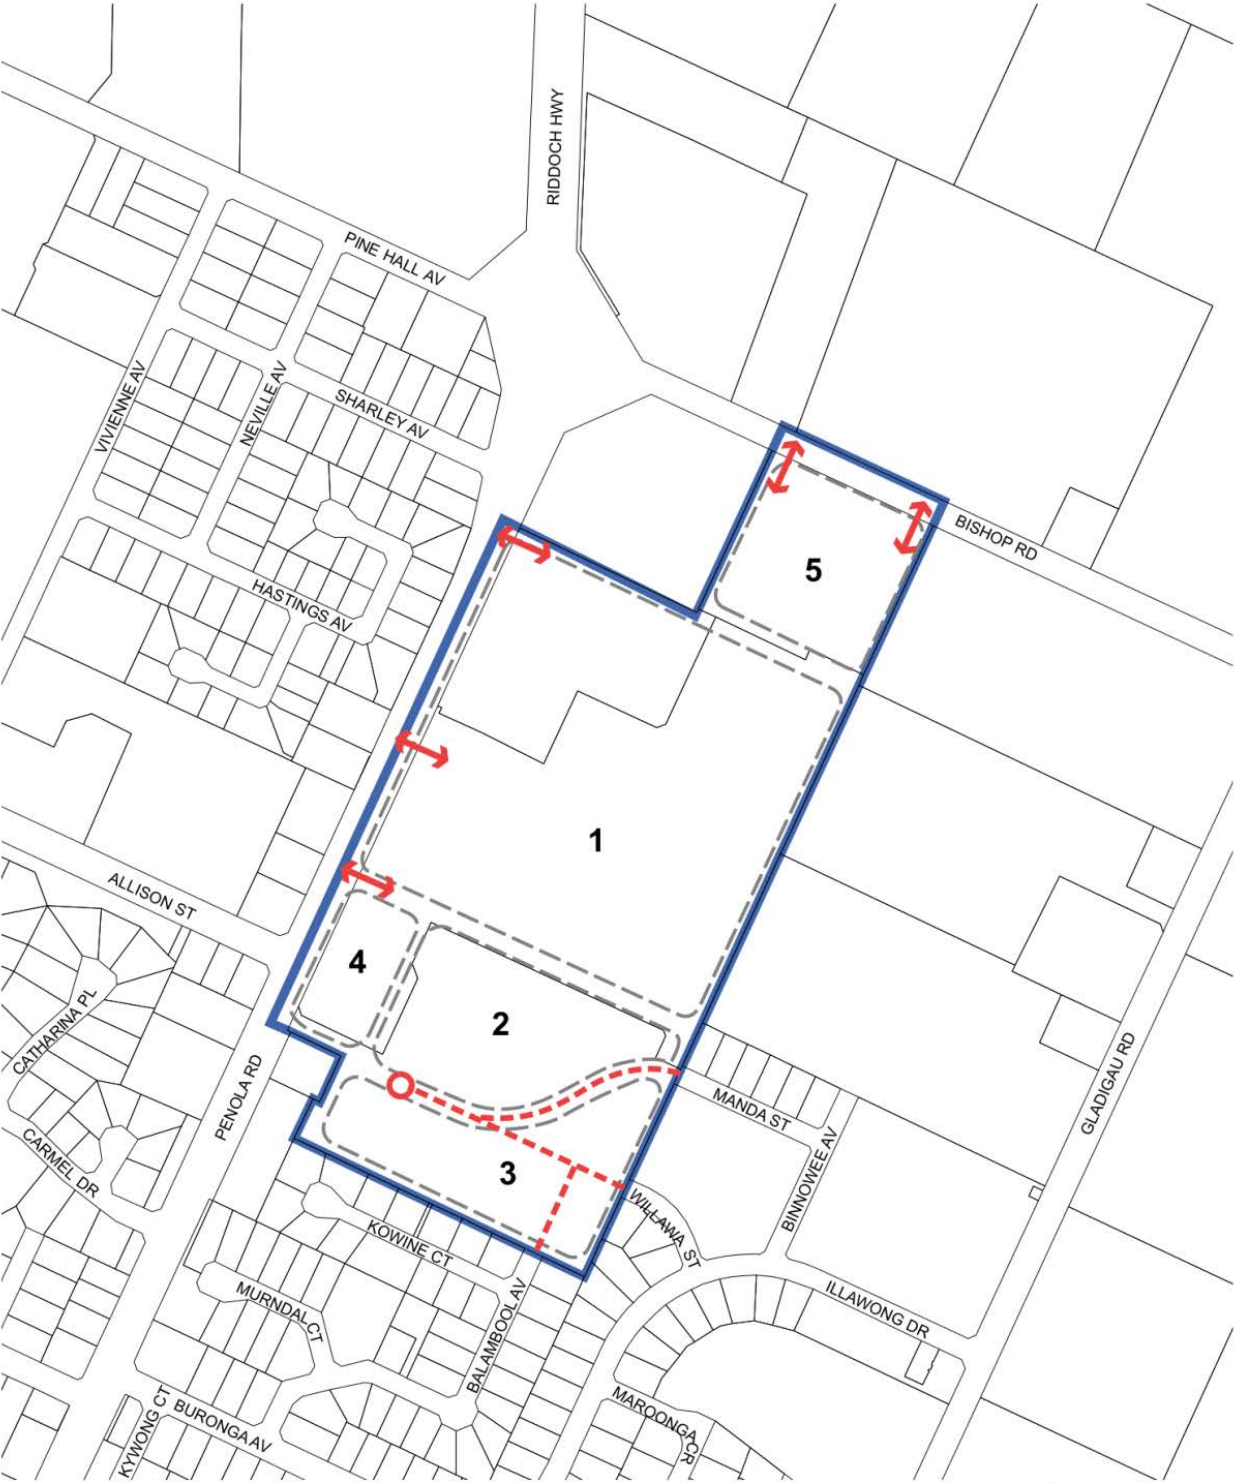 RIDDOCH HWY
PINE HALL AV
VIVIENNE AV
NEVILLE AV
SHARLEY AV
BISHOP RD
5
HASTINGS AV
1
ALLISON ST
4
2
CATHARINA PL
PENOLA RD
MANDA ST
GLADIGAU RD
CARMEL DR
3
BINNOWEE AV
WILLAWA ST
KOWINE CT
MURNDAL CT
BALAMBOOL AV
ILLAWONG DR
KYWONG CT
BURONGA AV
MAROONGA CR